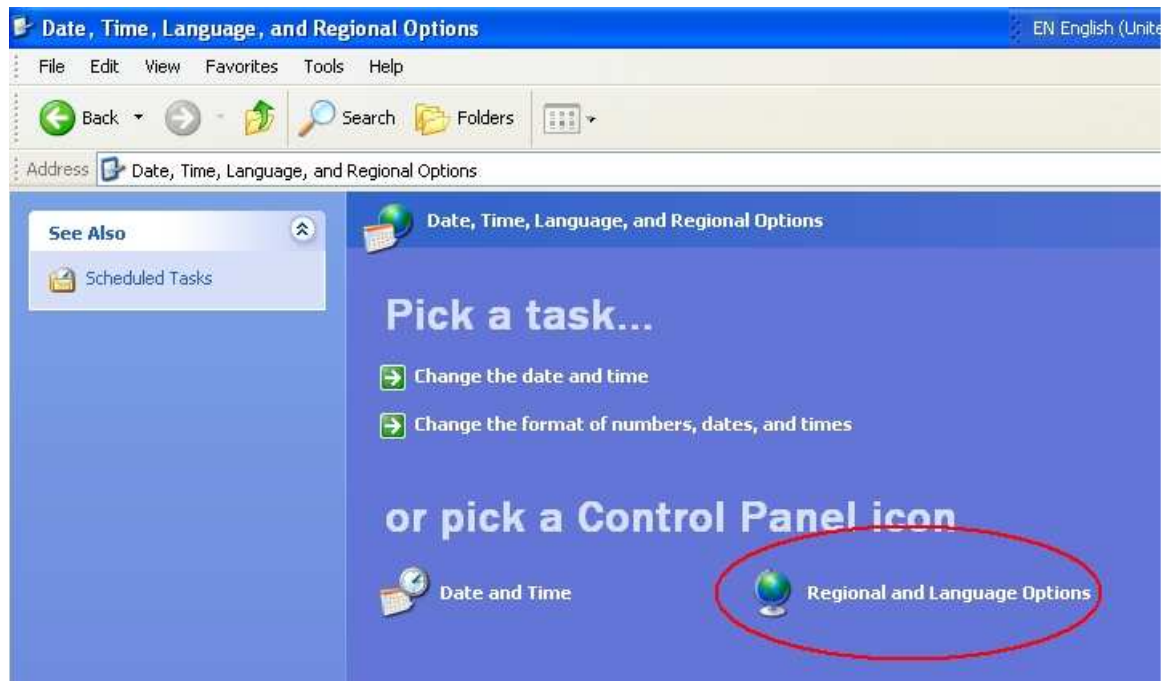 Date, Time, Language, and Regional Options
EN English (Unite
File Edit View Favorites Tools Help
Back Search Folders
Address Date, Time, Language, and Regional Options
See Also
Scheduled Tasks
Date, Time, Language, and Regional Options
Pick a task...
Change the date and time
Change the format of numbers, dates, and times
or pick a Control Panel icon
Date and Time
Regional and Language Options